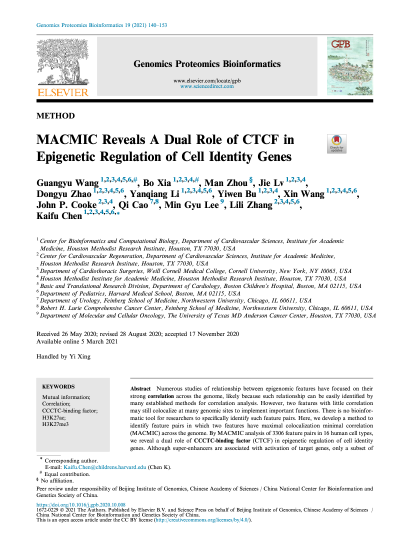 Genomics Proteomics Bioinformatics 19 (2021) 140–153
ELSEVIER
Genomics Proteomics Bioinformatics
www.elsevier.com/locate/gpb
www.sciencedirect.com
GPB
METHOD
MACMIC Reveals A Dual Role of CTCF in
Epigenetic Regulation of Cell Identity Genes
Guangyu Wang 1,2,3,4,5,6,#, Bo Xia 1,2,3,4,#, Man Zhou §, Jie Lv 1,2,3,4,
Dongyu Zhao 1,2,3,4,5,6, Yanqiang Li 1,2,3,4,5,6, Yiwen Bu 1,2,3,4, Xin Wang 1,2,3,4,5,6,
John P. Cooke 2,3,4, Qi Cao 7,8, Min Gyu Lee 9, Lili Zhang 2,3,4,5,6,
Kaifu Chen 1,2,3,4,5,6,*
1 Center for Bioinformatics and Computational Biology, Department of Cardiovascular Sciences, Institute for Academic
Medicine, Houston Methodist Research Institute, Houston, TX 77030, USA
2 Center for Cardiovascular Regeneration, Department of Cardiovascular Sciences, Institute for Academic Medicine,
Houston Methodist Research Institute, Houston, TX 77030, USA
3 Department of Cardiothoracic Surgeries, Weill Cornell Medical College, Cornell University, New York, NY 10065, USA
4 Houston Methodist Institute for Academic Medicine, Houston Methodist Research Institute, Houston, TX 77030, USA
5 Basic and Translational Research Division, Department of Cardiology, Boston Children's Hospital, Boston, MA 02115, USA
6 Department of Pediatrics, Harvard Medical School, Boston, MA 02115, USA
7 Department of Urology, Feinberg School of Medicine, Northwestern University, Chicago, IL 60611, USA
8 Robert H. Lurie Comprehensive Cancer Center, Feinberg School of Medicine, Northwestern University, Chicago, IL 60611, USA
9 Department of Molecular and Cellular Oncology, The University of Texas MD Anderson Cancer Center, Houston, TX 77030, USA
Received 26 May 2020; revised 28 August 2020; accepted 17 November 2020
Available online 5 March 2021
Handled by Yi Xing
KEYWORDS
Mutual information;
Correlation;
CCCTC-binding factor;
H3K27ac;
H3K27me3
Abstract Numerous studies of relationship between epigenomic features have focused on their
strong correlation across the genome, likely because such relationship can be easily identified by
many established methods for correlation analysis. However, two features with little correlation
may still colocalize at many genomic sites to implement important functions. There is no bioinfor-
matic tool for researchers to specifically identify such feature pairs. Here, we develop a method to
identify feature pairs in which two features have maximal colocalization minimal correlation
(MACMIC) across the genome. By MACMIC analysis of 3306 feature pairs in 16 human cell types,
we reveal a dual role of CCCTC-binding factor (CTCF) in epigenetic regulation of cell identity
genes. Although super-enhancers are associated with activation of target genes, only a subset of
* Corresponding author.
E-mail: Kaifu.Chen@childrens.harvard.edu (Chen K).
# Equal contribution.
§ No affiliation.
Peer review under responsibility of Beijing Institute of Genomics, Chinese Academy of Sciences / China National Center for Bioinformation and
Genetics Society of China.
https://doi.org/10.1016/j.gpb.2020.10.008
1672-0229 © 2021 The Authors. Published by Elsevier B.V. and Science Press on behalf of Beijing Institute of Genomics, Chinese Academy of Sciences /
China National Center for Bioinformation and Genetics Society of China.
This is an open access article under the CC BY license (http://creativecommons.org/licenses/by/4.0/).